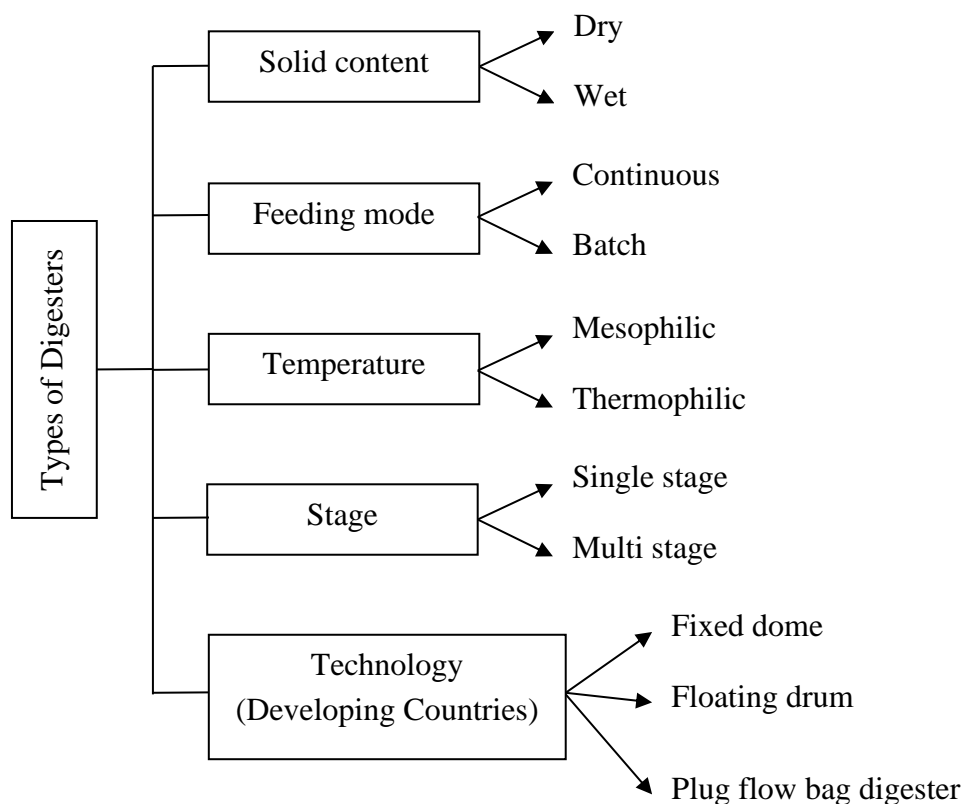 Types of Digesters
Solid content
Dry
Wet
Feeding mode
Continuous
Batch
Temperature
Mesophilic
Thermophilic
Stage
Single stage
Multi stage
Technology
(Developing Countries)
Fixed dome
Floating drum
Plug flow bag digester